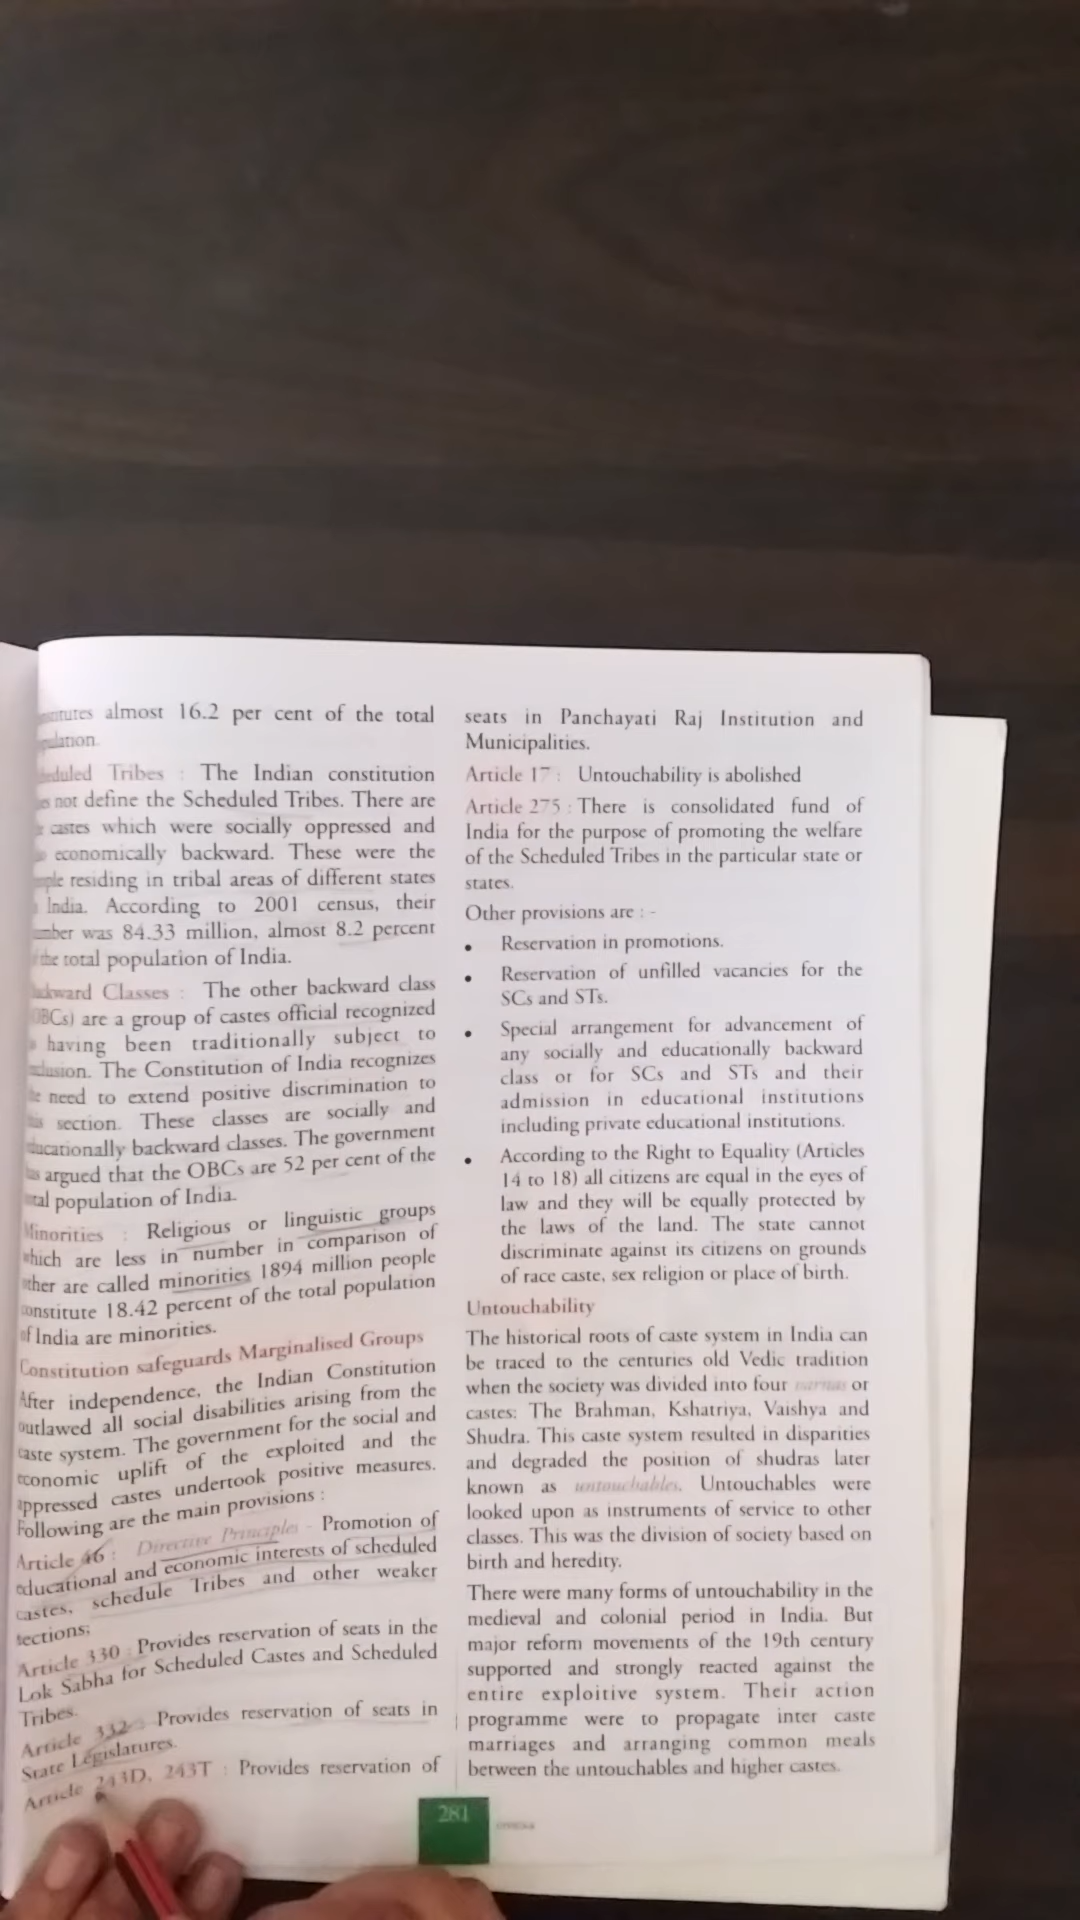 almost 16.2 per cent of the total
Tribes : The Indian constitution
not define the Scheduled Tribes. There are
castes which were socially oppressed and
economically backward. These were the
residing in tribal areas of different states
India. According to 2001 census, their
was 84.33 million, almost 8.2 percent
the total population of India.
Classes : The other backward class
(OBCs) are a group of castes official recognized
having been traditionally subject to
The Constitution of India recognizes
need to extend positive discrimination to
section. These classes are socially and
educationally backward classes. The government
argued that the OBCs are 52 per cent of the
population of India.
Minorities : Religious or linguistic groups
which are less in number in comparison of
other are called minorities 1894 million people
constitute 18.42 percent of the total population
of India are minorities.
Constitution safeguards Marginalised Groups
After independence, the Indian Constitution
outlawed all social disabilities arising from the
caste system. The government for the social and
economic uplift of the exploited and the
oppressed castes undertook positive measures.
Following are the main provisions :
Article 46 : Directive Principles - Promotion of
educational and economic interests of scheduled
castes, schedule Tribes and other weaker
sections;
Article 330 : Provides reservation of seats in the
Lok Sabha for Scheduled Castes and Scheduled
Tribes.
Article 332 : Provides reservation of seats in
State Legislatures.
Article 243D, 243T : Provides reservation of
seats in Panchayati Raj Institution and
Municipalities.
Article 17 : Untouchability is abolished
Article 275 : There is consolidated fund of
India for the purpose of promoting the welfare
of the Scheduled Tribes in the particular state or
states.
Other provisions are : -
• Reservation in promotions.
• Reservation of unfilled vacancies for the
SCs and STs.
• Special arrangement for advancement of
any socially and educationally backward
class or for SCs and STs and their
admission in educational institutions
including private educational institutions.
• According to the Right to Equality (Articles
14 to 18) all citizens are equal in the eyes of
law and they will be equally protected by
the laws of the land. The state cannot
discriminate against its citizens on grounds
of race caste, sex religion or place of birth.
Untouchability
The historical roots of caste system in India can
be traced to the centuries old Vedic tradition
when the society was divided into four varnas or
castes: The Brahman, Kshatriya, Vaishya and
Shudra. This caste system resulted in disparities
and degraded the position of shudras later
known as untouchables. Untouchables were
looked upon as instruments of service to other
classes. This was the division of society based on
birth and heredity.
There were many forms of untouchability in the
medieval and colonial period in India. But
major reform movements of the 19th century
supported and strongly reacted against the
entire exploitive system. Their action
programme were to propagate inter caste
marriages and arranging common meals
between the untouchables and higher castes.
281